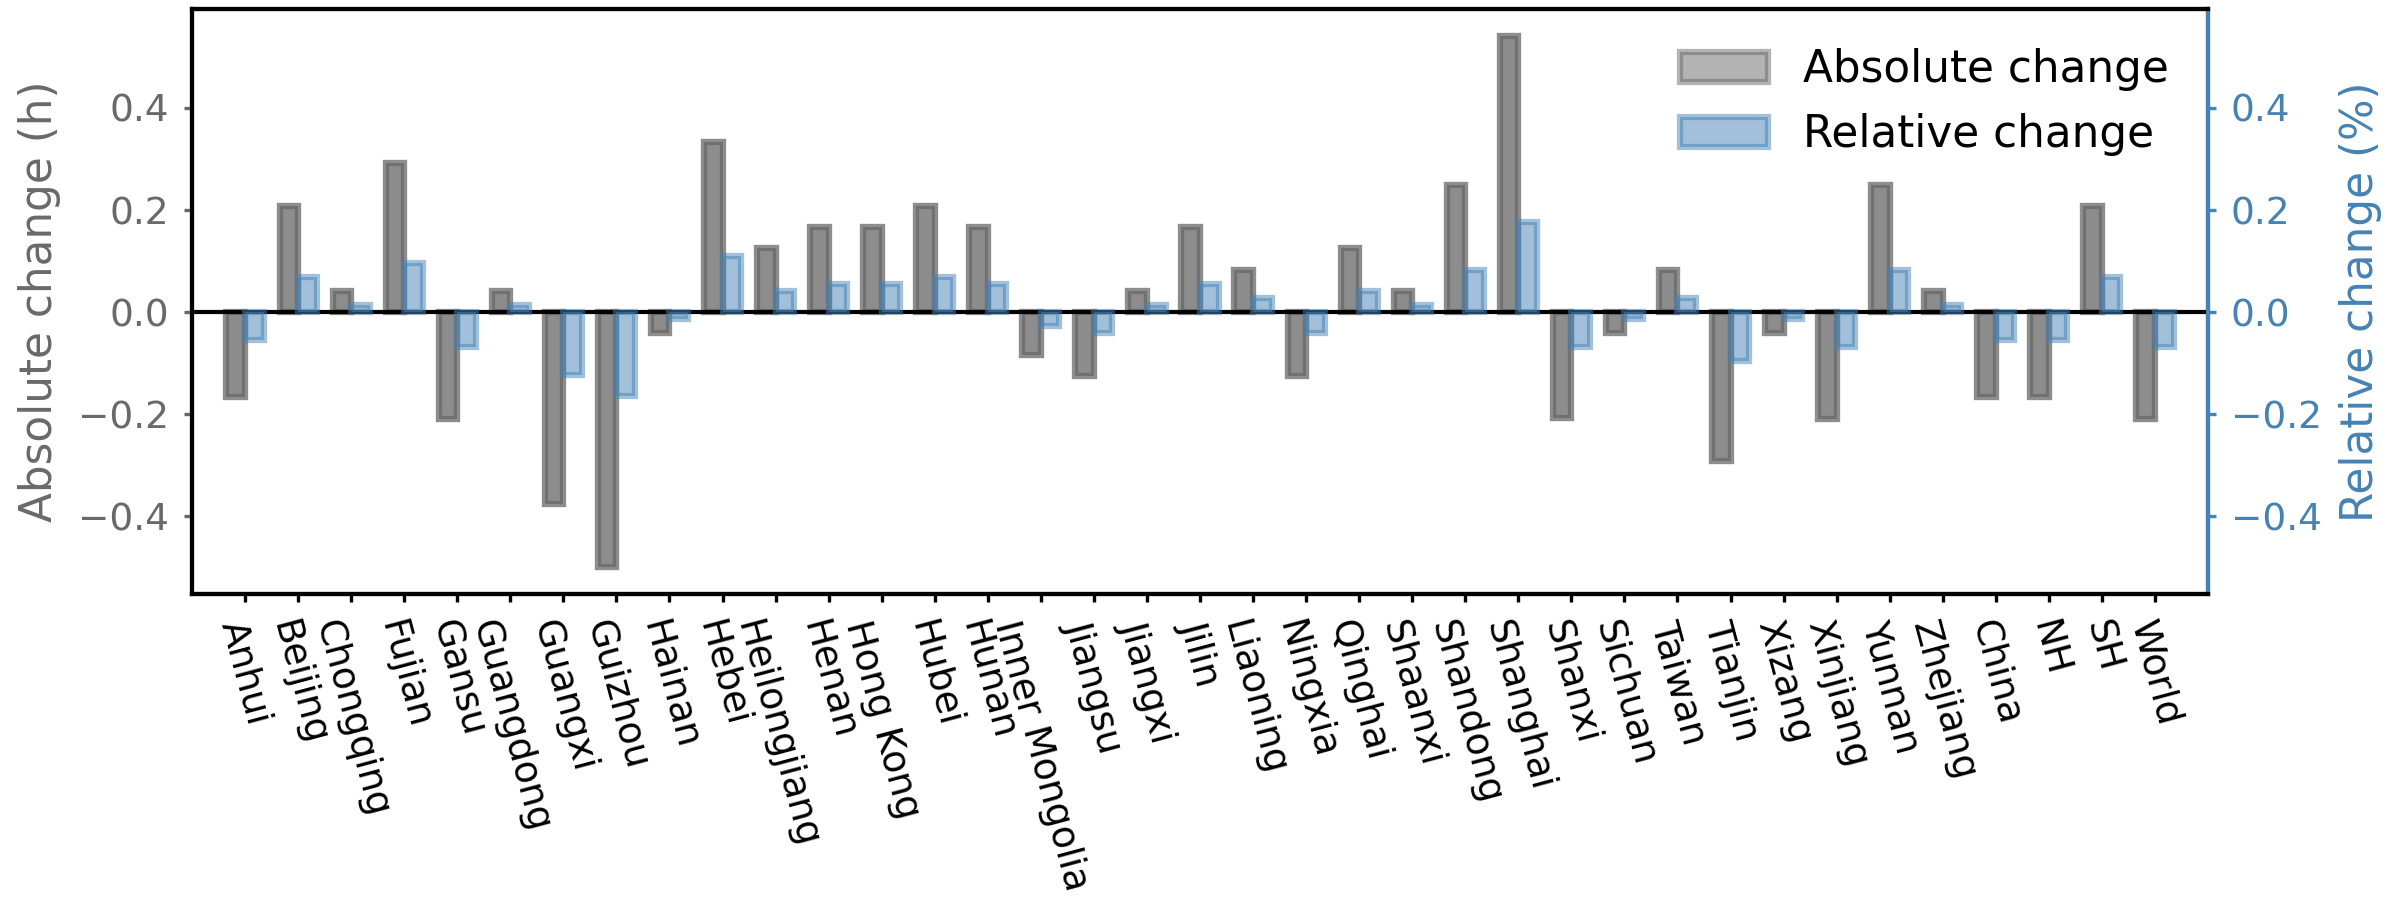 Absolute change (h)
0.4
0.2
0.0
−0.2
−0.4
Absolute change
Relative change
0.4
0.2
0.0
−0.2
−0.4
Relative change (%)
Anhui
Beijing
Chongqing
Fujian
Gansu
Guangdong
Guangxi
Guizhou
Hainan
Hebei
Heilongjiang
Henan
Hong Kong
Hubei
Hunan
Inner Mongolia
Jiangsu
Jiangxi
Jilin
Liaoning
Ningxia
Qinghai
Shaanxi
Shandong
Shanghai
Shanxi
Sichuan
Taiwan
Tianjin
Xizang
Xinjiang
Yunnan
Zhejiang
China
NH
SH
World